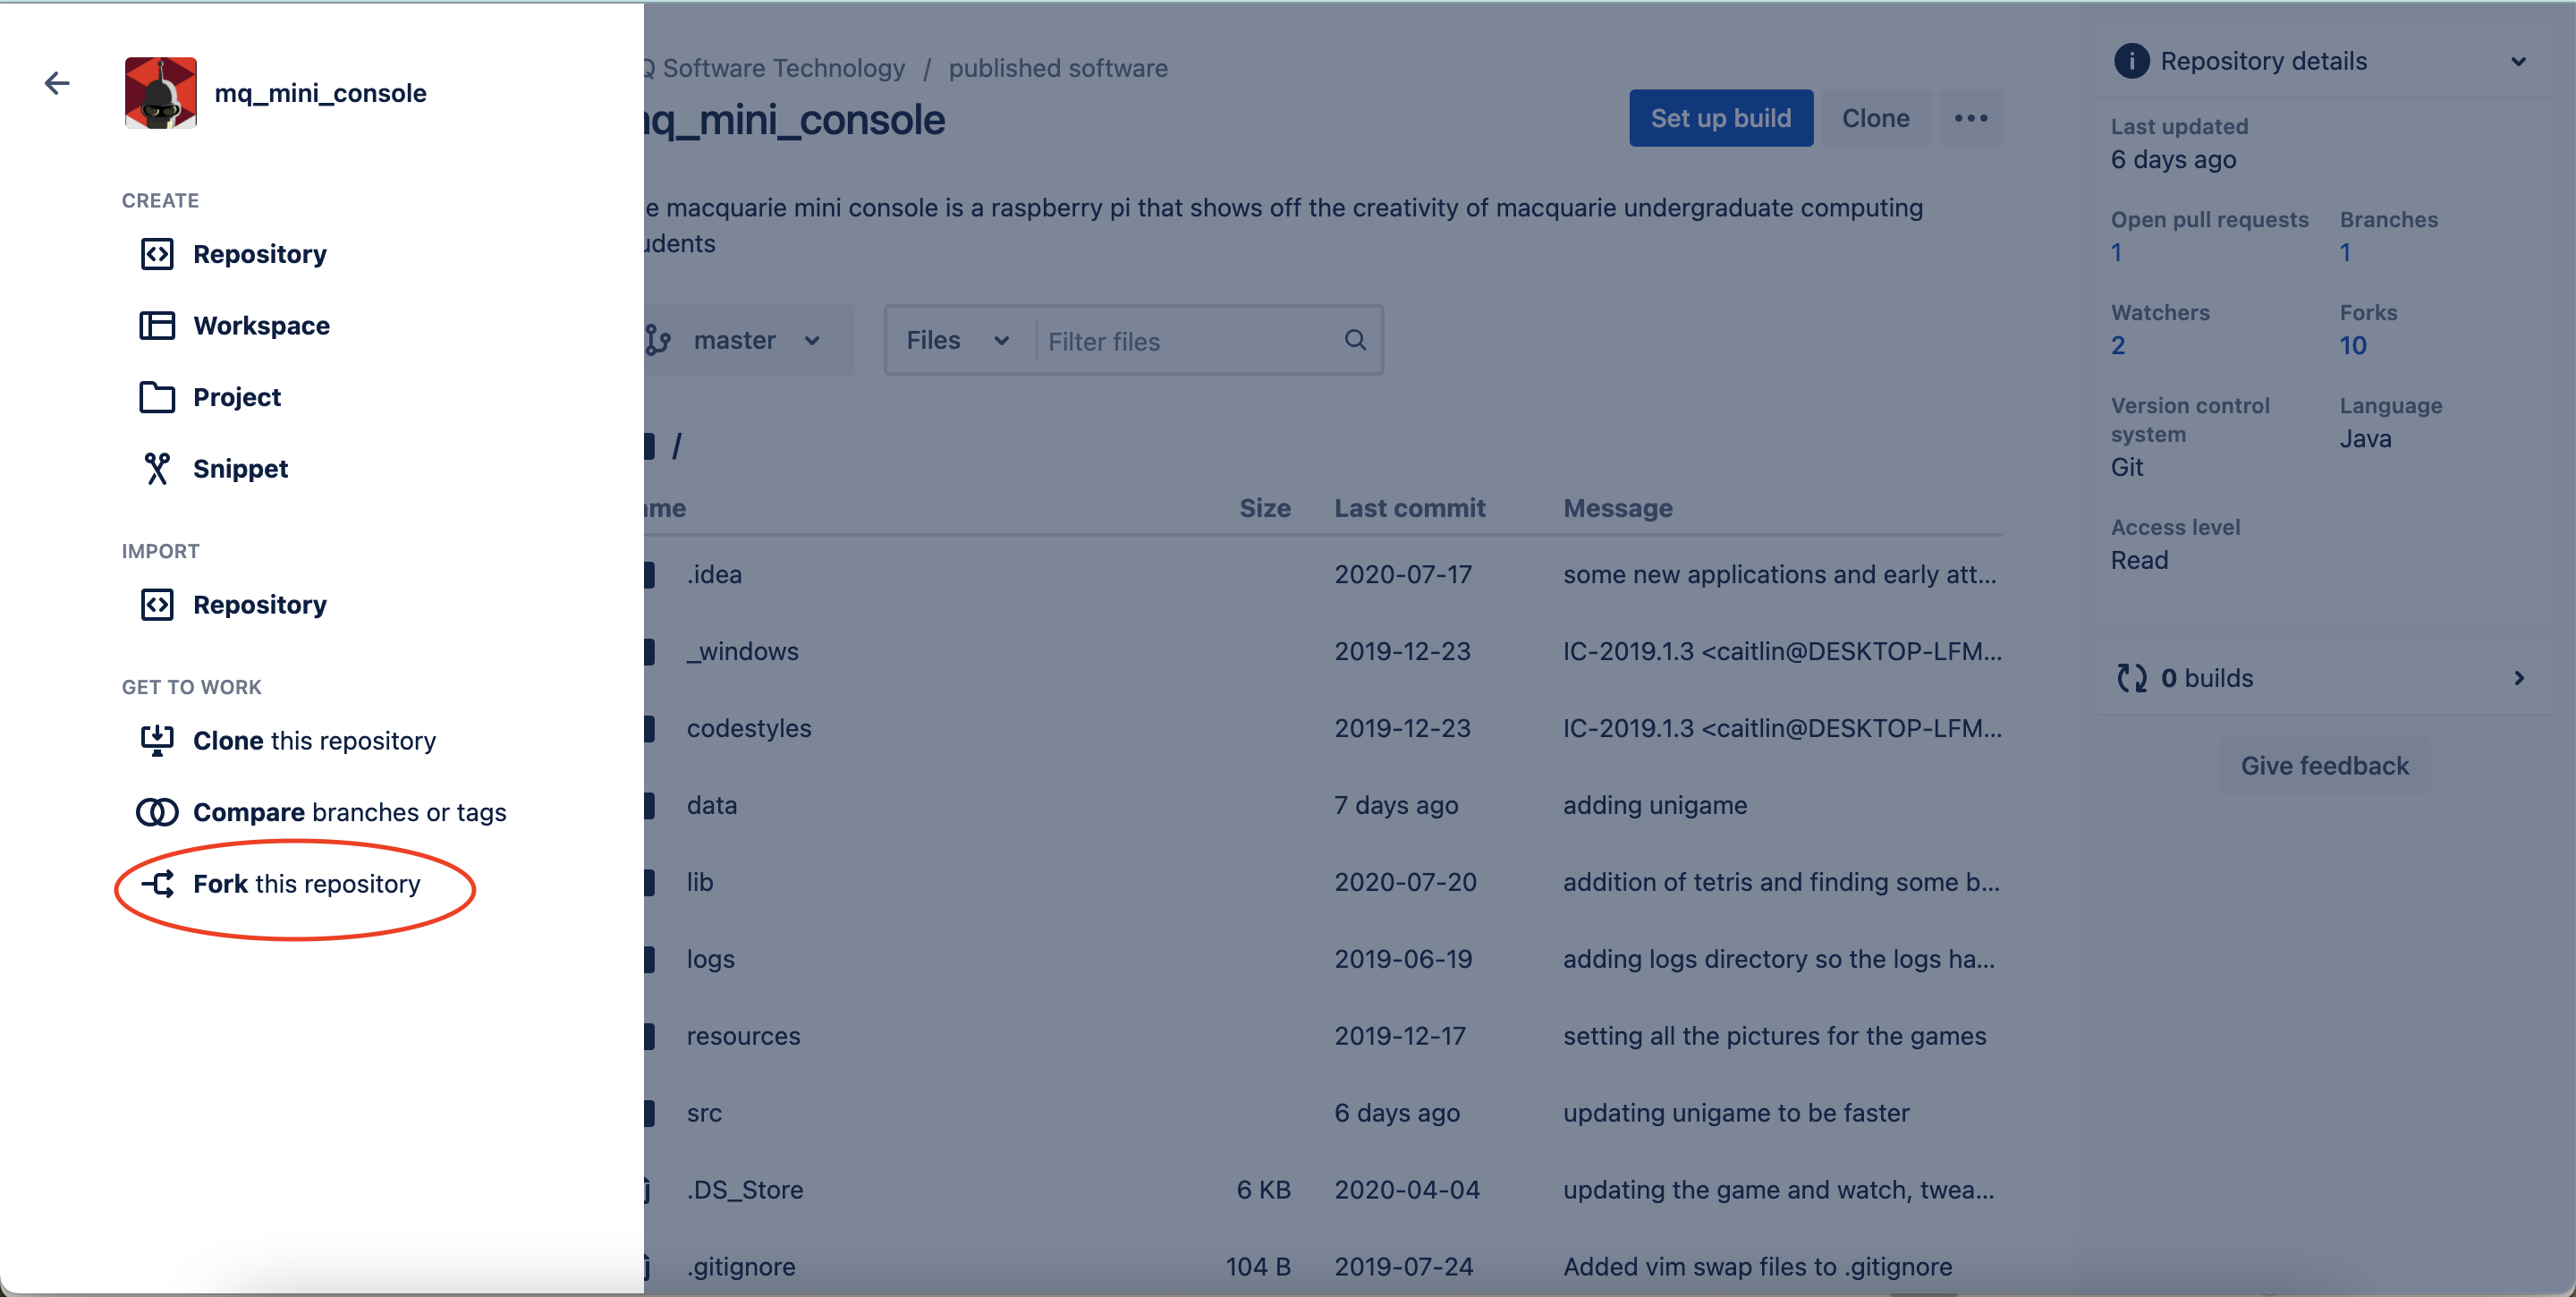 mq_mini_console
CREATE
Repository
Workspace
Project
Snippet
IMPORT
Repository
GET TO WORK
Clone this repository
Compare branches or tags
Fork this repository
Q Software Technology / published software
q_mini_console
Set up build
Clone
e macquarie mini console is a raspberry pi that shows off the creativity of macquarie undergraduate computing
udents
master
Files
Filter files
/
me Size Last commit Message
.idea 2020-07-17 some new applications and early att...
_windows 2019-12-23 IC-2019.1.3 <caitlin@DESKTOP-LFM...
codestyles 2019-12-23 IC-2019.1.3 <caitlin@DESKTOP-LFM...
data 7 days ago adding unigame
lib 2020-07-20 addition of tetris and finding some b...
logs 2019-06-19 adding logs directory so the logs ha...
resources 2019-12-17 setting all the pictures for the games
src 6 days ago updating unigame to be faster
.DS_Store 6 KB 2020-04-04 updating the game and watch, twea...
.gitignore 104 B 2019-07-24 Added vim swap files to .gitignore
Repository details
Last updated
6 days ago
Open pull requests Branches
1 1
Watchers Forks
2 10
Version control Language
system Java
Git
Access level
Read
0 builds
Give feedback